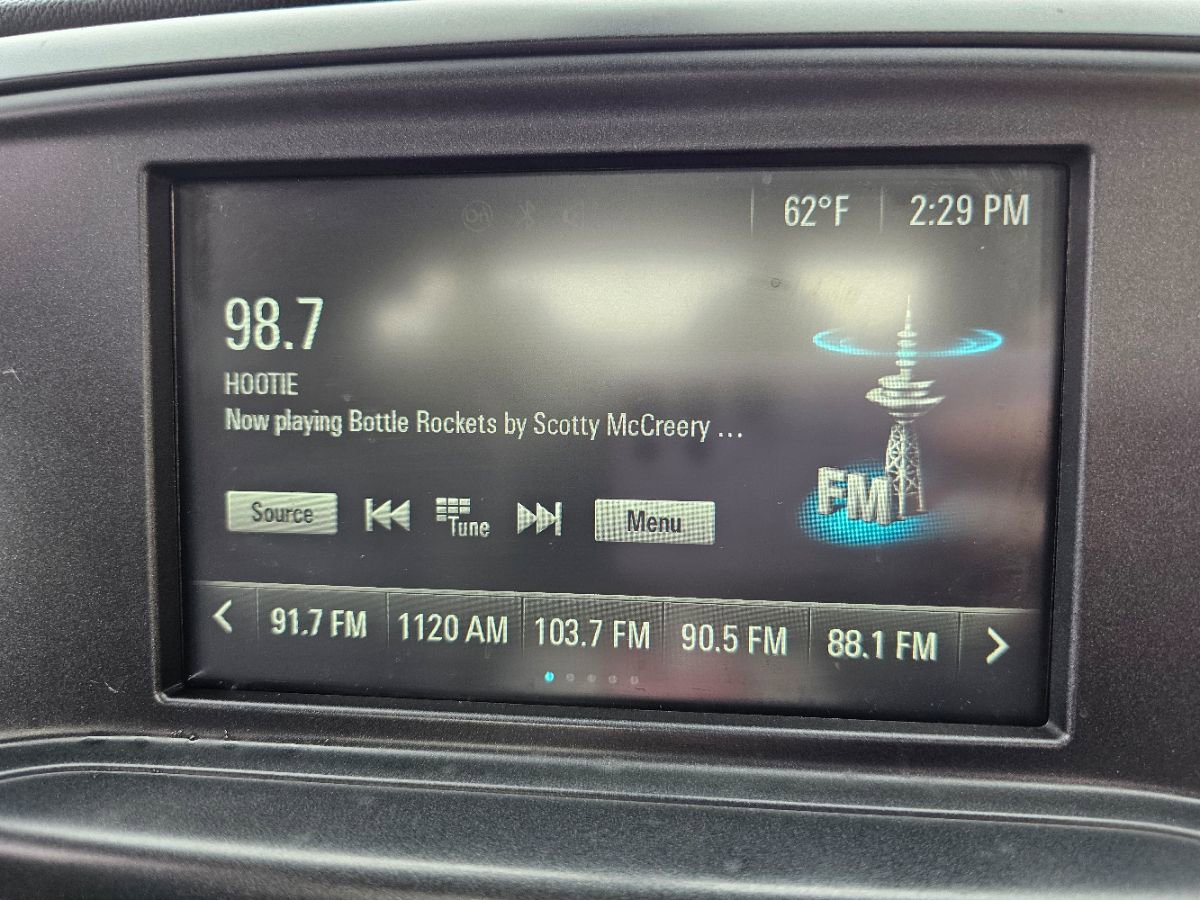 62°F 2:29 PM
98.7
HOOTIE
Now playing Bottle Rockets by Scotty McCreery ...
Source Tune Menu
FM
91.7 FM 1120 AM 103.7 FM 90.5 FM 88.1 FM